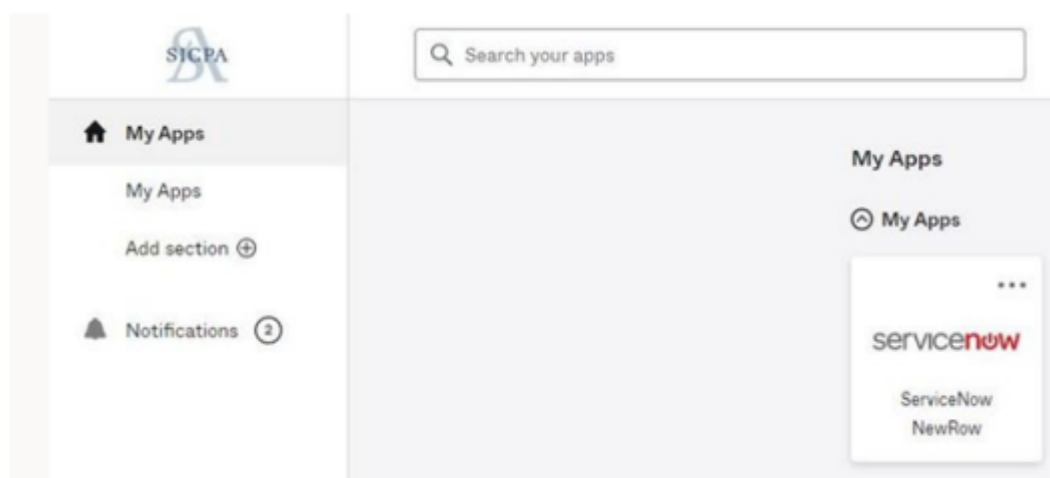 SICPA
Search your apps
My Apps
My Apps
Add section
Notifications 2
My Apps
My Apps
servicenow
ServiceNow
NewRow